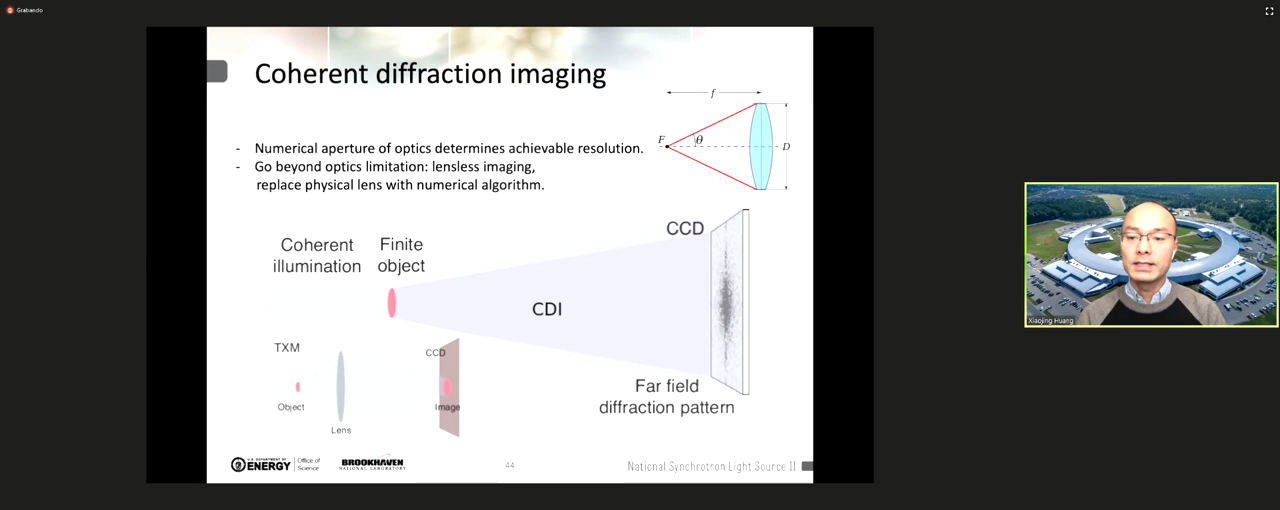 Grabando
Coherent diffraction imaging
- Numerical aperture of optics determines achievable resolution.
- Go beyond optics limitation: lensless imaging,
replace physical lens with numerical algorithm.
f
F
θ
D
Coherent
illumination
Finite
object
CCD
CDI
TXM
CCD
Object
Image
Lens
Far field
diffraction pattern
U.S. DEPARTMENT OF
ENERGY
Office of
Science
BROOKHAVEN
NATIONAL LABORATORY
44
National Synchrotron Light Source II
Xiaojing Huang